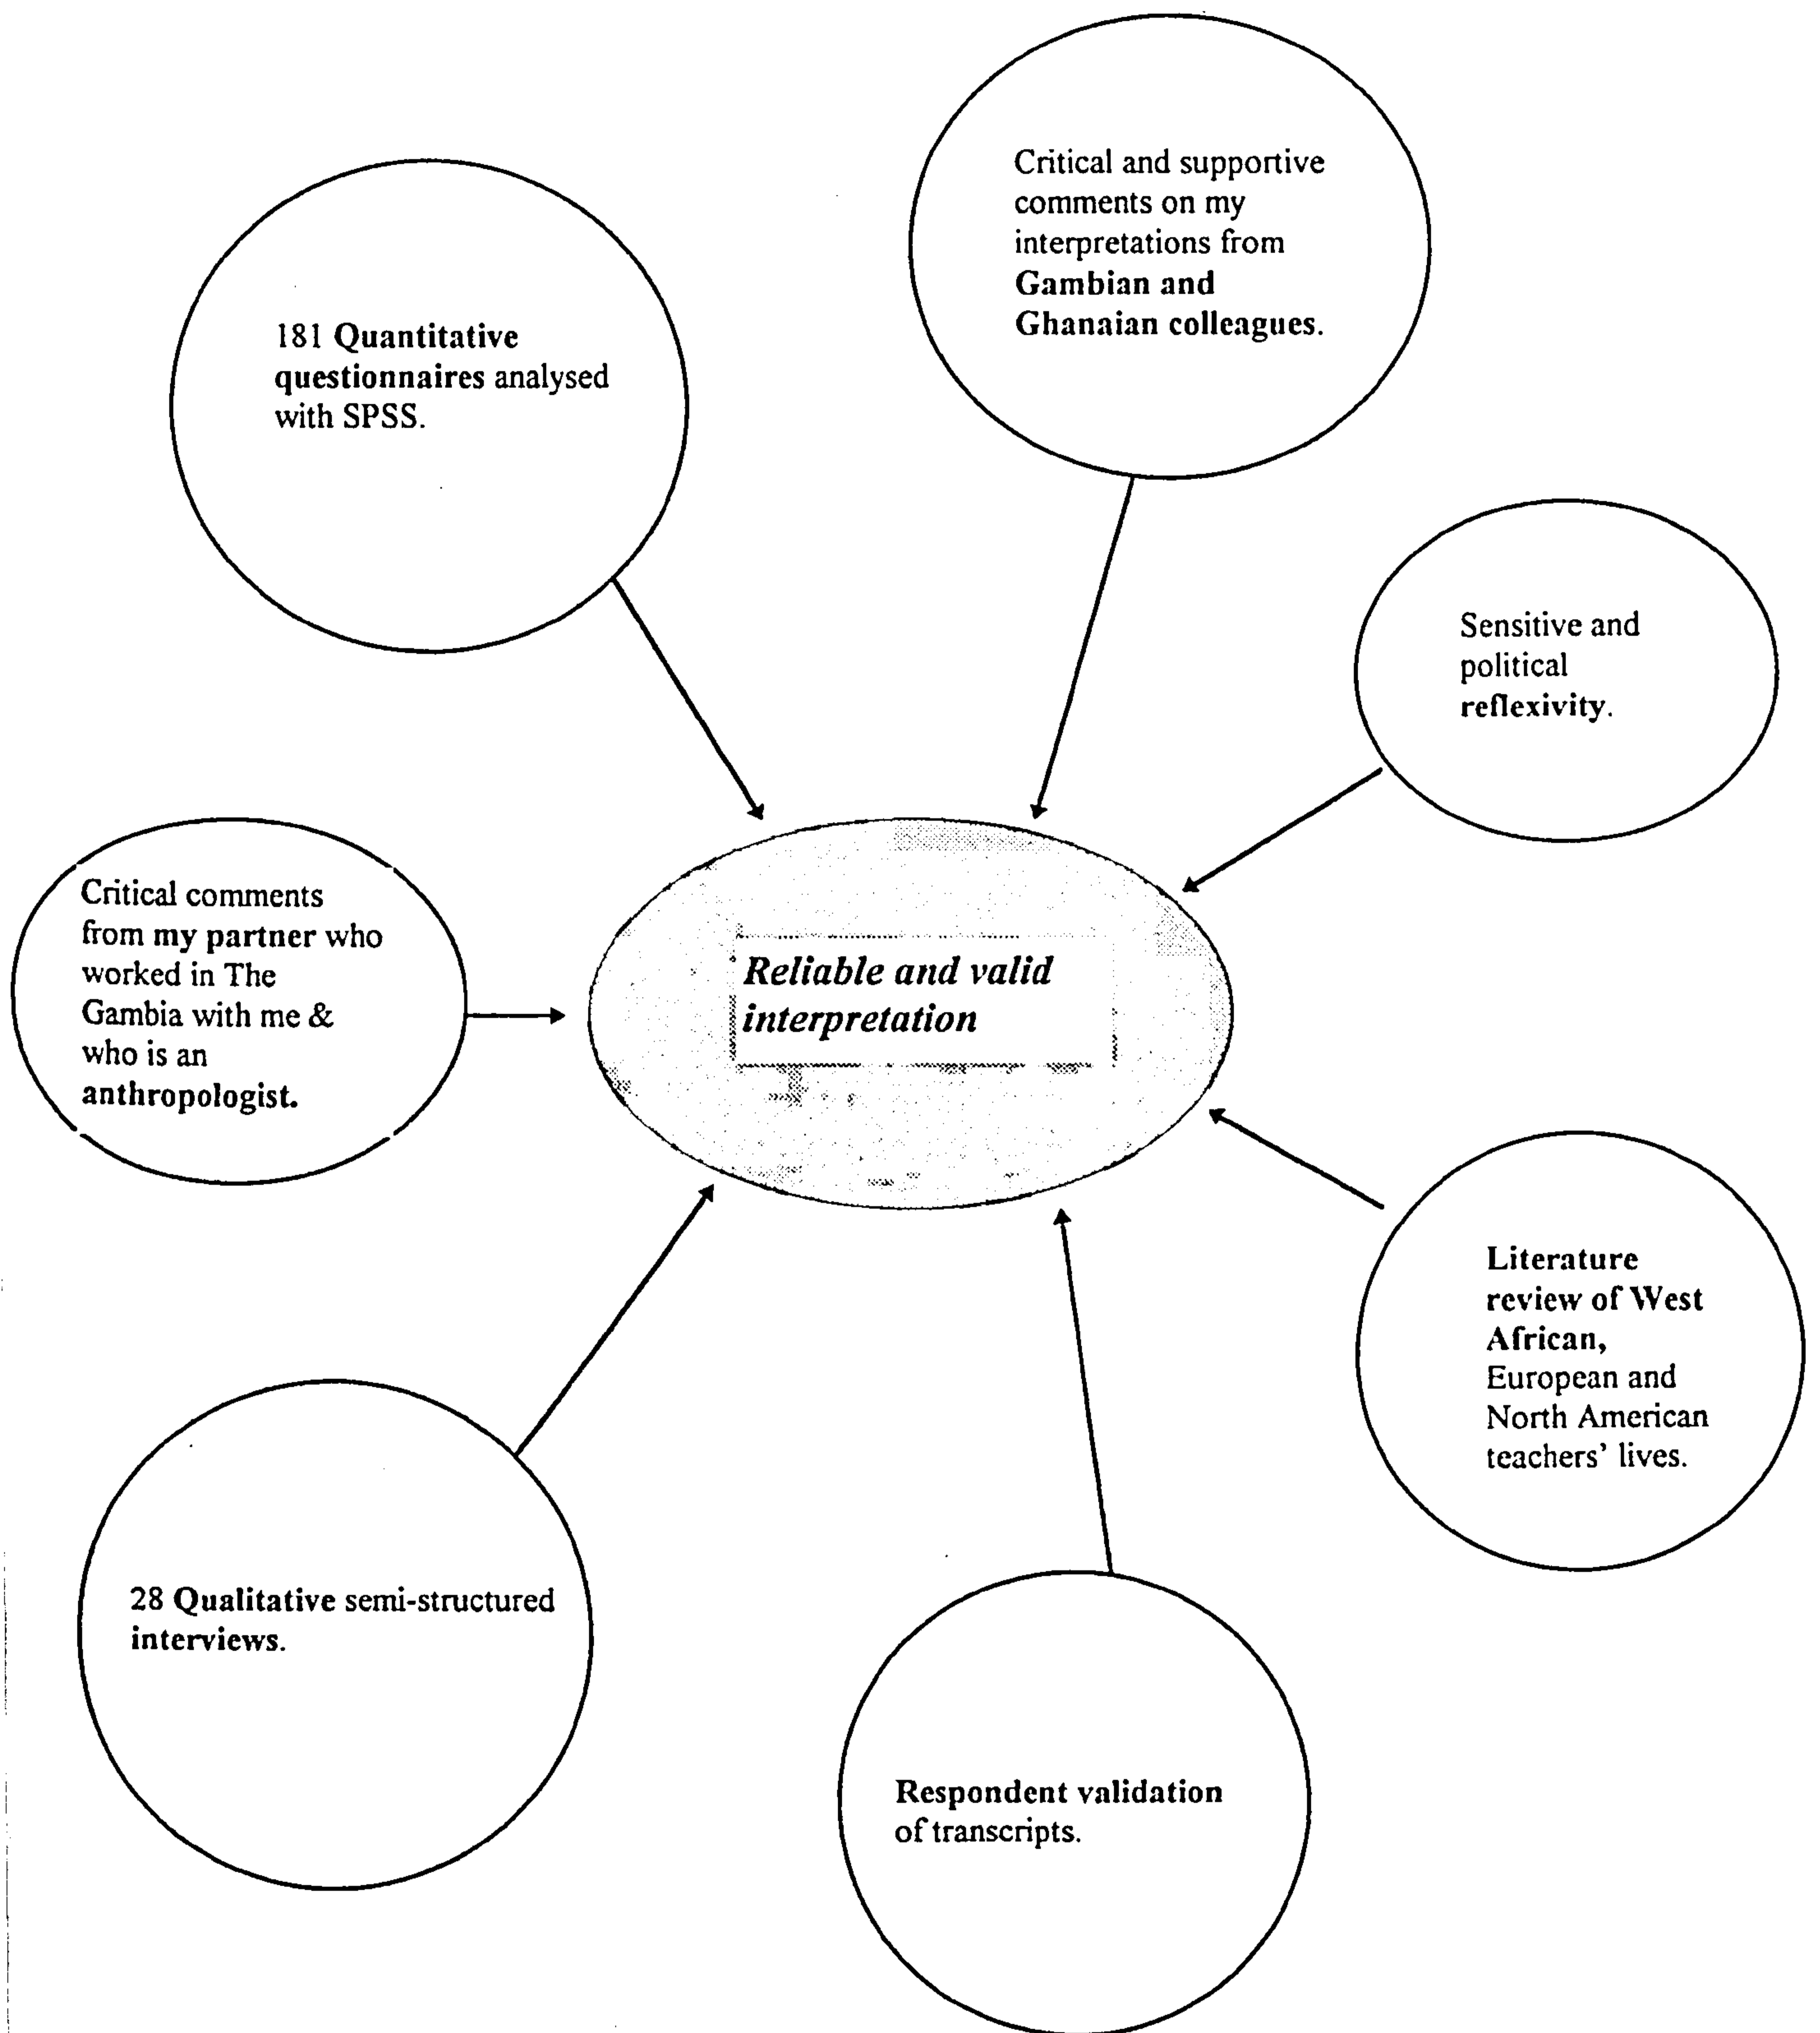 Critical and supportive
comments on my
interpretations from
Gambian and
Ghanaian colleagues.
181 Quantitative
questionnaires analysed
with SPSS.
Sensitive and
political
reflexivity.
Critical comments
from my partner who
worked in The
Gambia with me &
who is an
anthropologist.
Reliable and valid
interpretation
Literature
review of West
African,
European and
North American
teachers' lives.
28 Qualitative semi-structured
interviews.
Respondent validation
of transcripts.